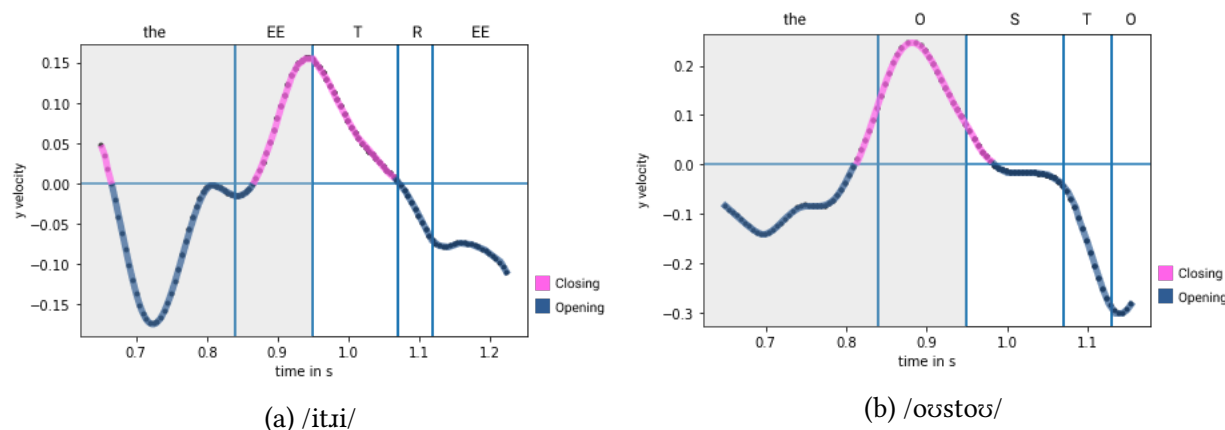 the EE T R EE
0.15
0.10
0.05
0.00
−0.05
−0.10
−0.15
y velocity
0.7 0.8 0.9 1.0 1.1 1.2
time in s
Closing
Opening
(a) /itɹi/
the O S T O
0.2
0.1
0.0
−0.1
−0.2
−0.3
y velocity
0.7 0.8 0.9 1.0 1.1
time in s
Closing
Opening
(b) /oʊstoʊ/